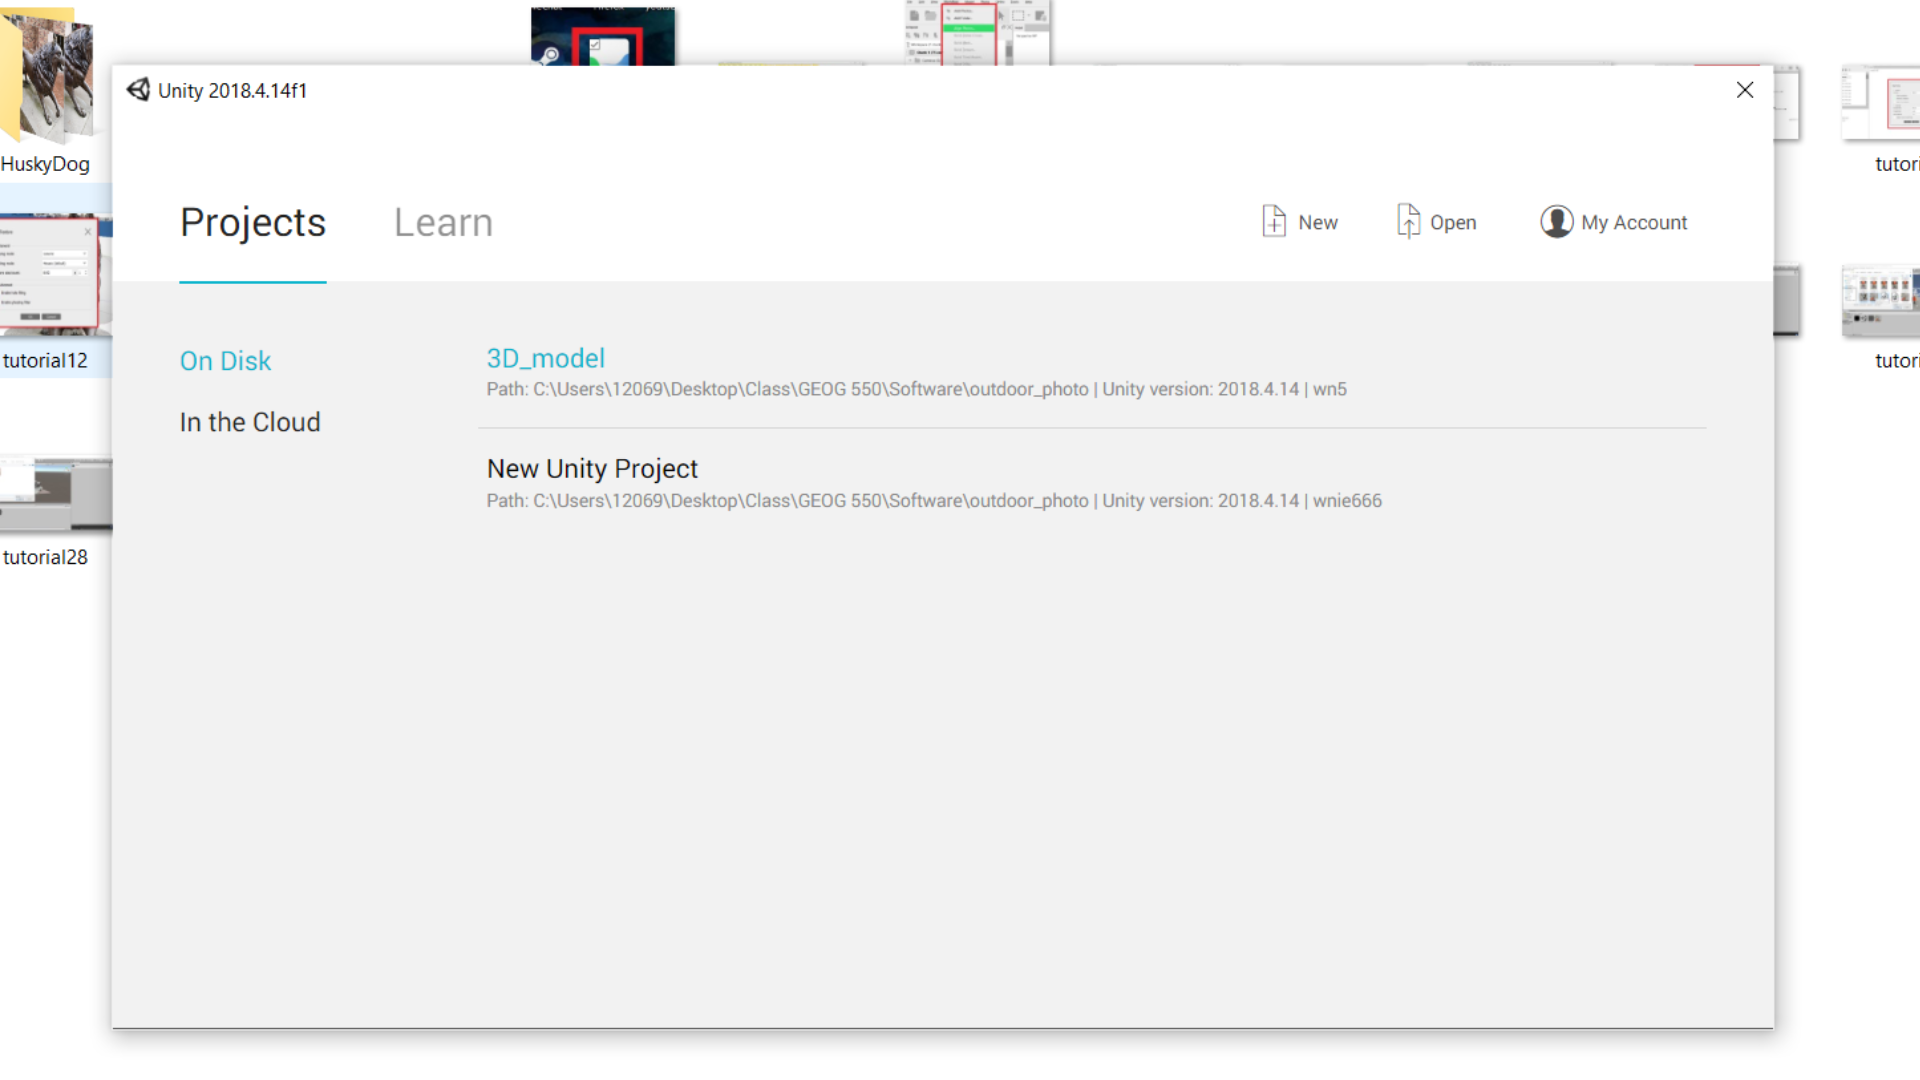 Unity 2018.4.14f1
HuskyDog
Projects
Learn
New
Open
My Account
On Disk
In the Cloud
3D_model
Path: C:\Users\12069\Desktop\Class\GEOG 550\Software\outdoor_photo | Unity version: 2018.4.14 | wn5
New Unity Project
Path: C:\Users\12069\Desktop\Class\GEOG 550\Software\outdoor_photo | Unity version: 2018.4.14 | wnie666
tutorial12
tutorial28
tutori
tutori